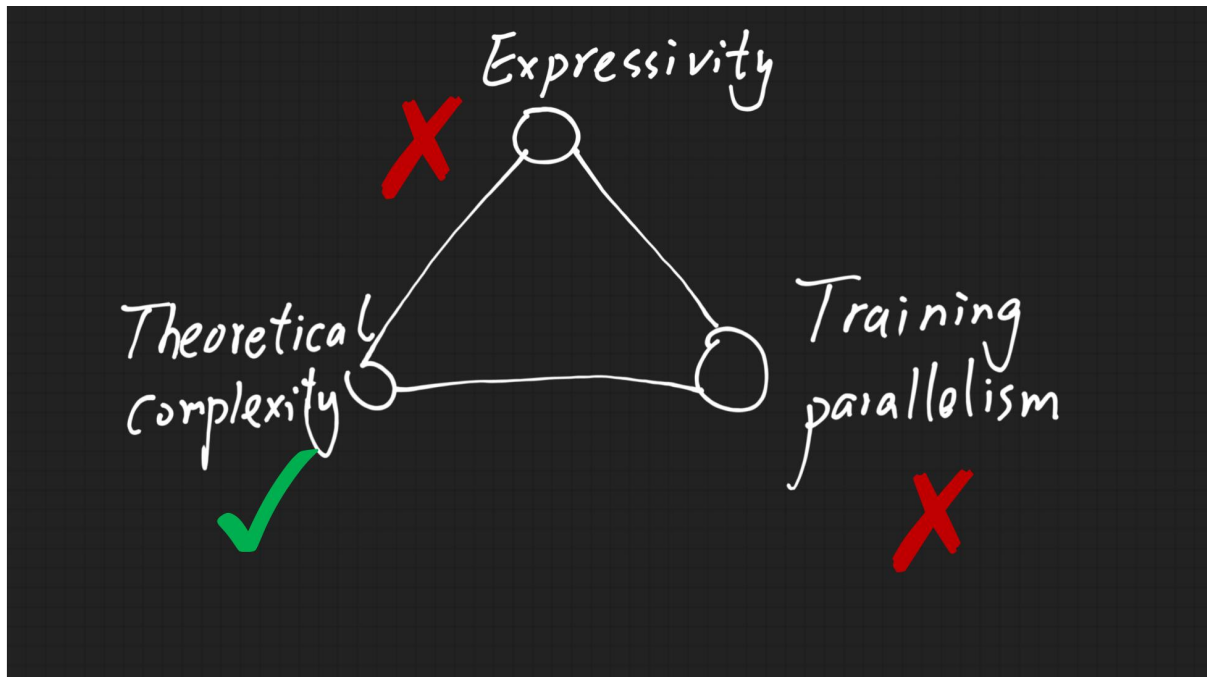 Expressivity
Theoretical
complexity
Training
parallelism